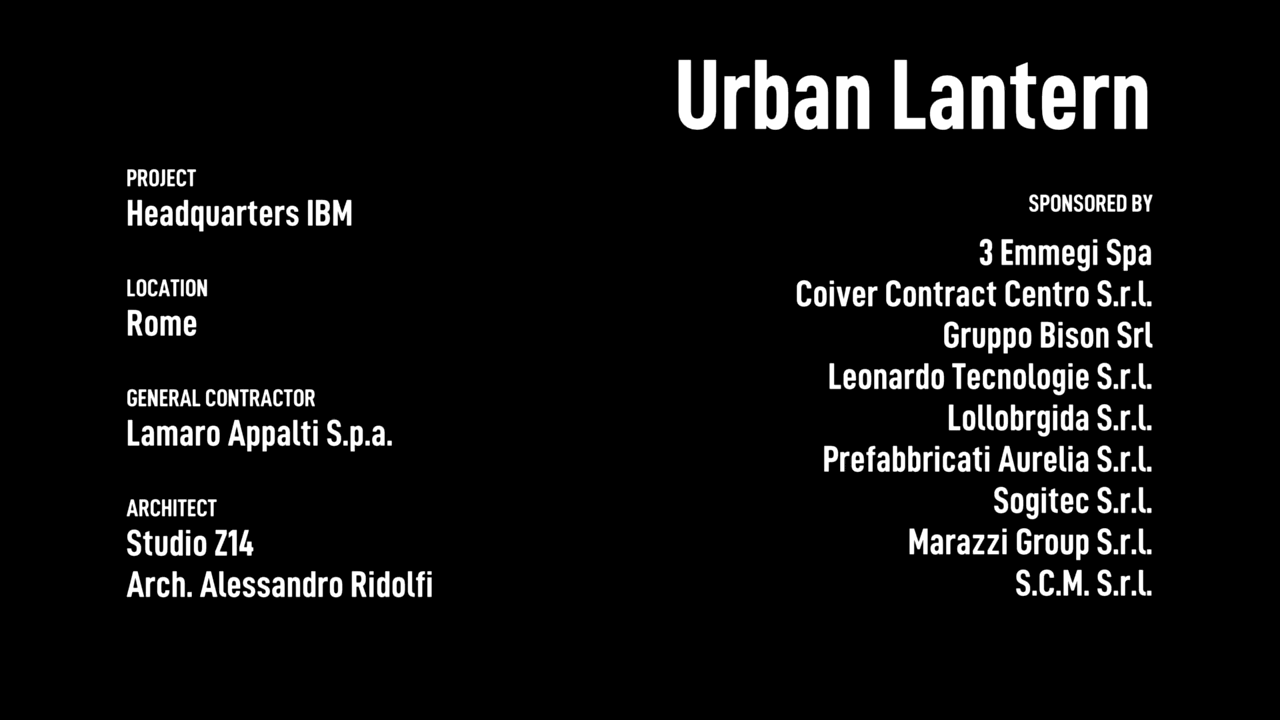 Urban Lantern
PROJECT
Headquarters IBM
LOCATION
Rome
GENERAL CONTRACTOR
Lamaro Appalti S.p.a.
ARCHITECT
Studio Z14
Arch. Alessandro Ridolfi
SPONSORED BY
3 Emmegi Spa
Coiver Contract Centro S.r.l.
Gruppo Bison Srl
Leonardo Tecnologie S.r.l.
Lollobrgida S.r.l.
Prefabbricati Aurelia S.r.l.
Sogitec S.r.l.
Marazzi Group S.r.l.
S.C.M. S.r.l.